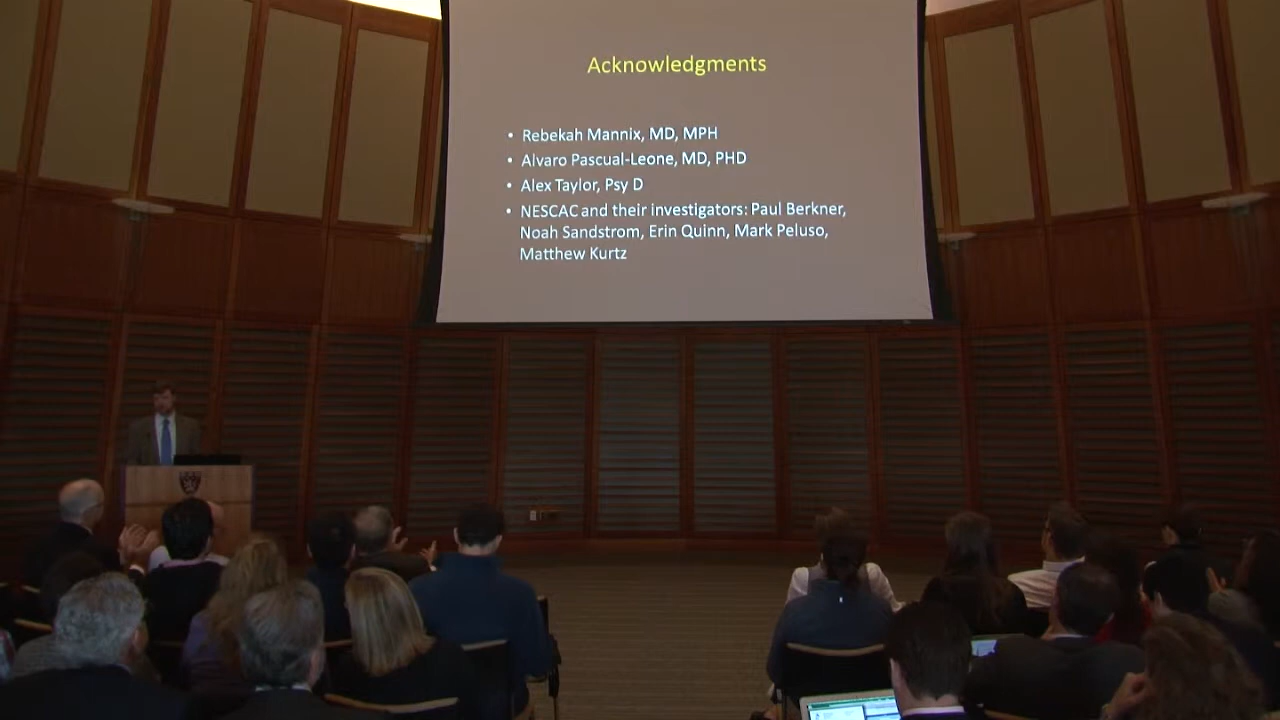 Acknowledgments
• Rebekah Mannix, MD, MPH
• Alvaro Pascual-Leone, MD, PHD
• Alex Taylor, Psy D
• NESCAC and their investigators: Paul Berkner,
Noah Sandstrom, Erin Quinn, Mark Peluso,
Matthew Kurtz